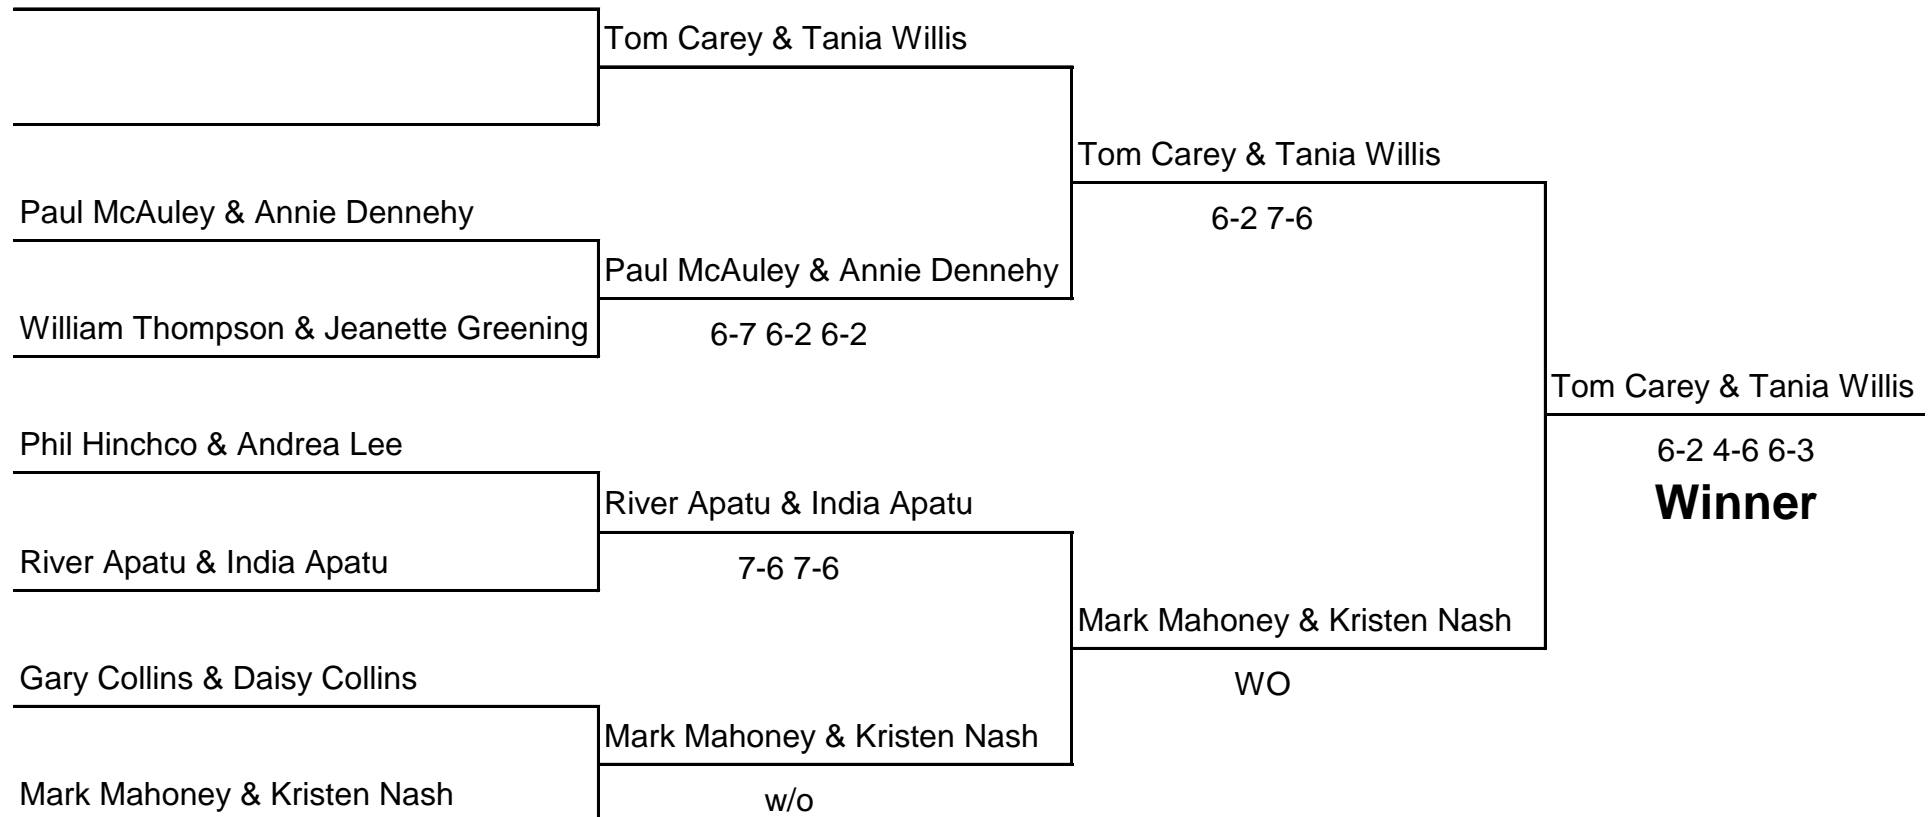 Tom Carey & Tania Willis
Tom Carey & Tania Willis
Paul McAuley & Annie Dennehy
6-2 7-6
Paul McAuley & Annie Dennehy
William Thompson & Jeanette Greening
6-7 6-2 6-2
Tom Carey & Tania Willis
Phil Hinchco & Andrea Lee
6-2 4-6 6-3
River Apatu & India Apatu
Winner
River Apatu & India Apatu
7-6 7-6
Mark Mahoney & Kristen Nash
Gary Collins & Daisy Collins
WO
Mark Mahoney & Kristen Nash
Mark Mahoney & Kristen Nash
w/o